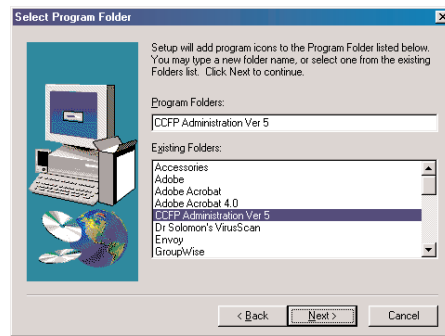 Select Program Folder
Setup will add program icons to the Program Folder listed below.
You may type a new folder name, or select one from the existing
Folders list. Click Next to continue.
Program Folders:
CCFP Administration Ver 5
Existing Folders:
Accessories
Adobe
Adobe Acrobat
Adobe Acrobat 4.0
CCFP Administration Ver 5
Dr Solomon's VirusScan
Envoy
GroupWise
< Back
Next >
Cancel